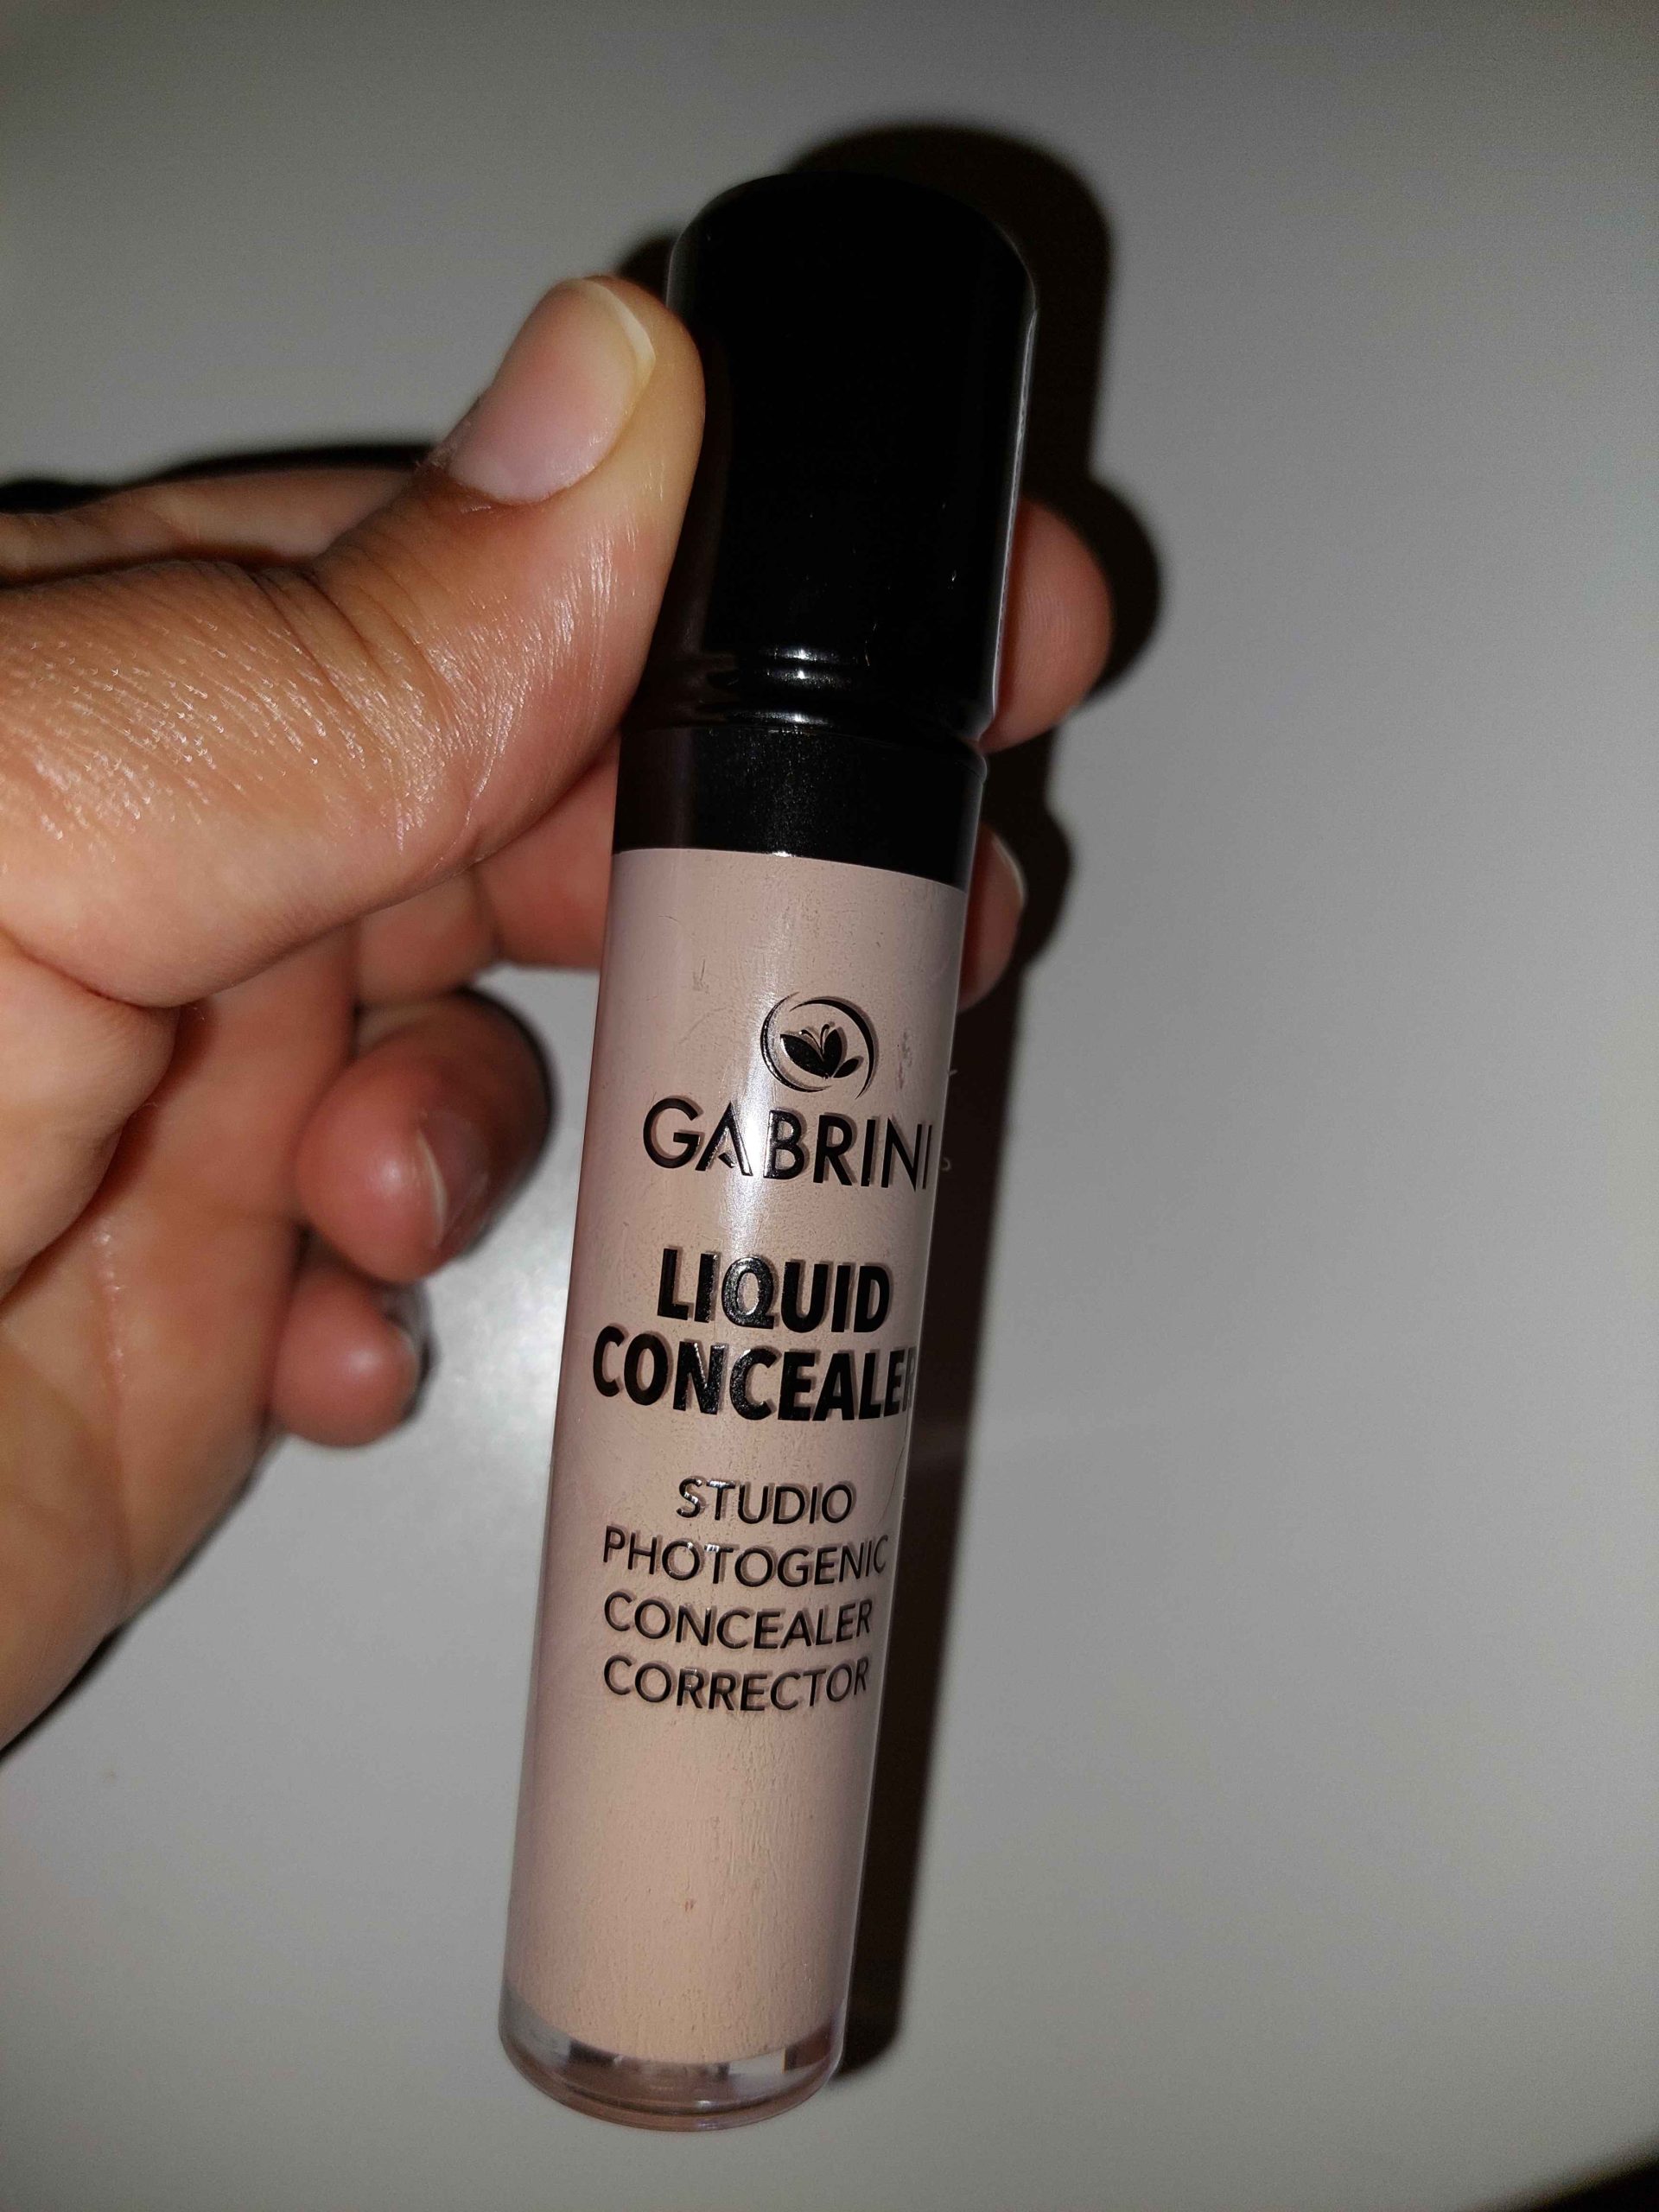 GABRINI
LIQUID
CONCEALER
STUDIO
PHOTOGENIC
CONCEALER
CORRECTOR